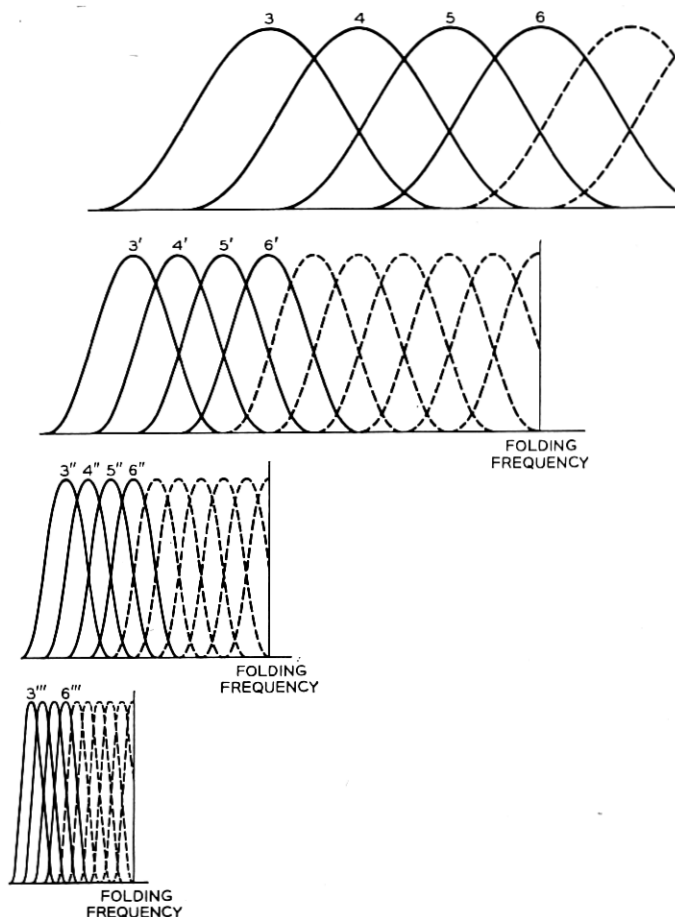 3 4 5 6
3' 4' 5' 6'
FOLDING
FREQUENCY
3'' 4'' 5'' 6''
FOLDING
FREQUENCY
3''' 6'''
FOLDING
FREQUENCY